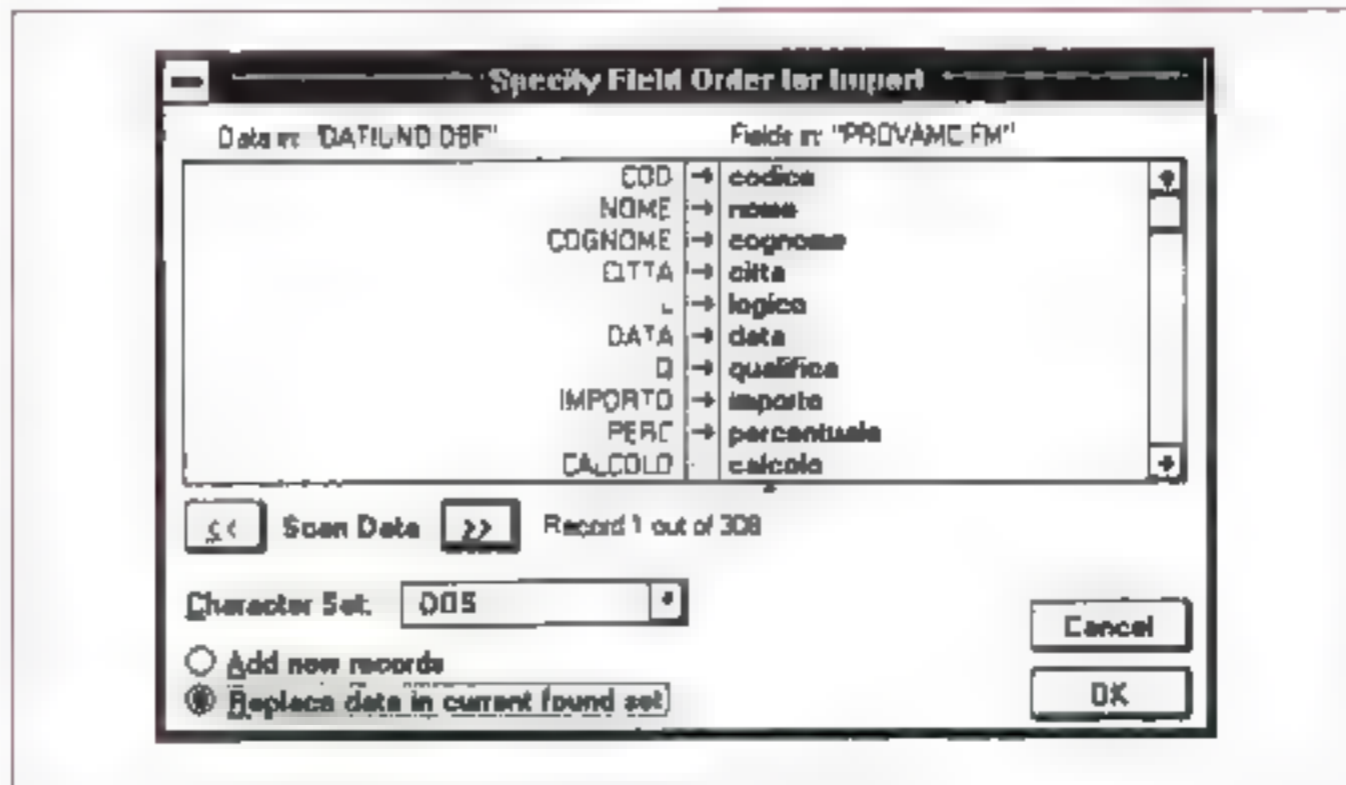 Specify Field Order for Import
Data in: "DATIUNO.DBF" Fields in: "PROVAMC.FM"
COD → codice
NOME → nome
COGNOME → cognome
CITTA → citta
L → logico
DATA → data
Q → qualifica
IMPORTO → importo
PERC → percentuale
CALCOLO calcolo
<< Scan Data >> Record 1 out of 308
Character Set: DOS
Cancel
Add new records
Replace data in current found set
OK